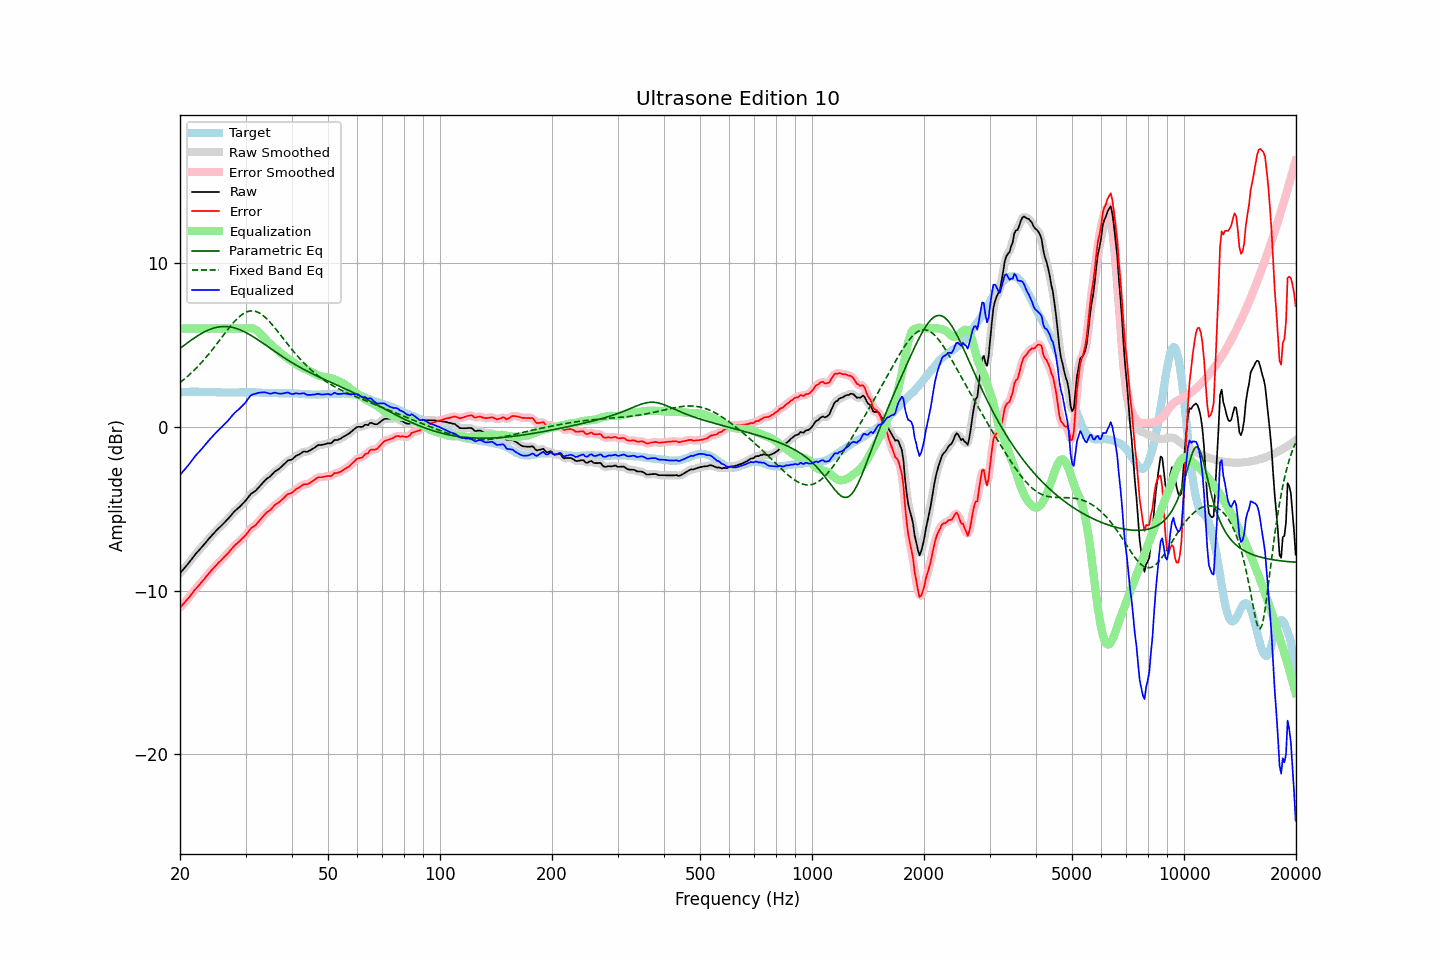 Ultrasone Edition 10
Target
Raw Smoothed
Error Smoothed
Raw
Error
Equalization
Parametric Eq
Fixed Band Eq
Equalized
Amplitude (dBr)
10
0
−10
−20
20 50 100 200 500 1000 2000 5000 10000 20000
Frequency (Hz)